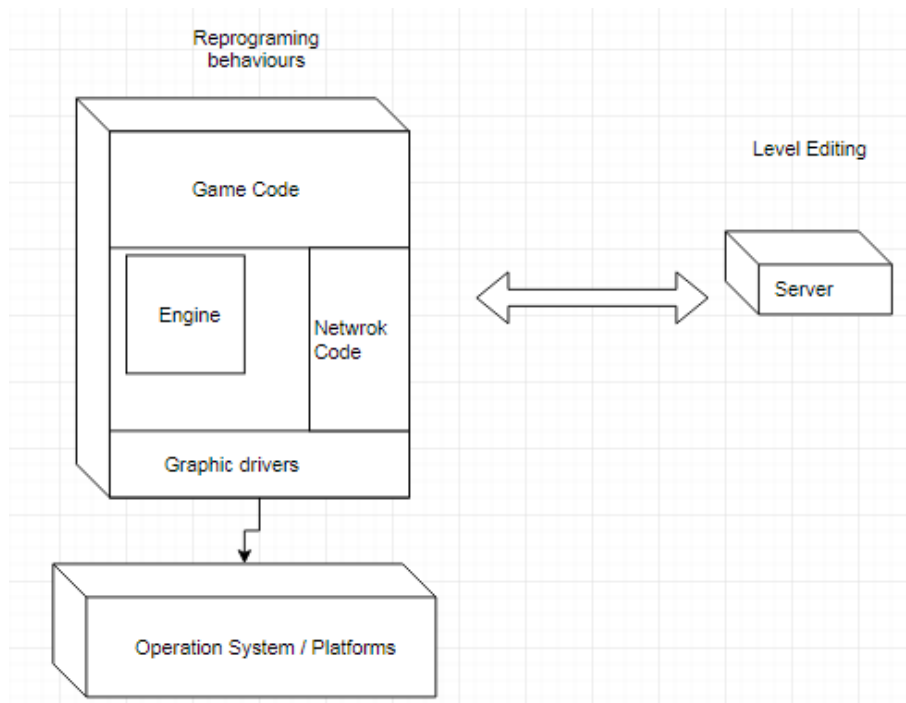 Reprograming
behaviours
Level Editing
Game Code
Server
Engine
Netwrok
Code
Graphic drivers
Operation System / Platforms